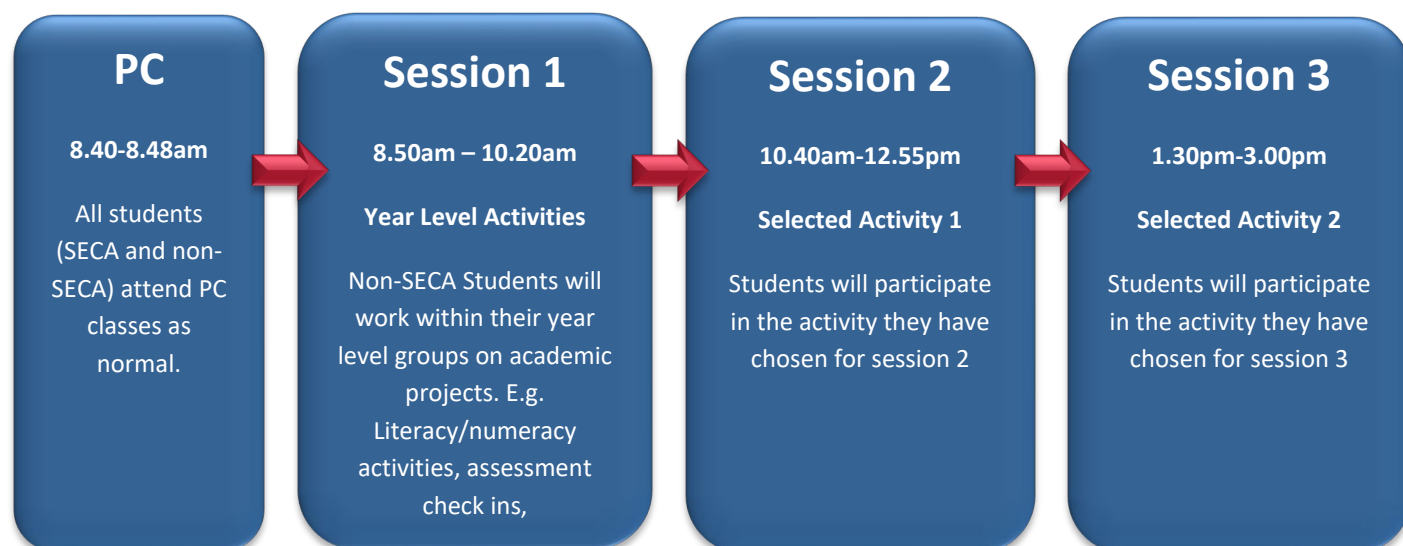 PC
8.40-8.48am
All students
(SECA and non-
SECA) attend PC
classes as
normal.
Session 1
8.50am – 10.20am
Year Level Activities
Non-SECA Students will
work within their year
level groups on academic
projects. E.g.
Literacy/numeracy
activities, assessment
check ins,
Session 2
10.40am-12.55pm
Selected Activity 1
Students will participate
in the activity they have
chosen for session 2
Session 3
1.30pm-3.00pm
Selected Activity 2
Students will participate
in the activity they have
chosen for session 3